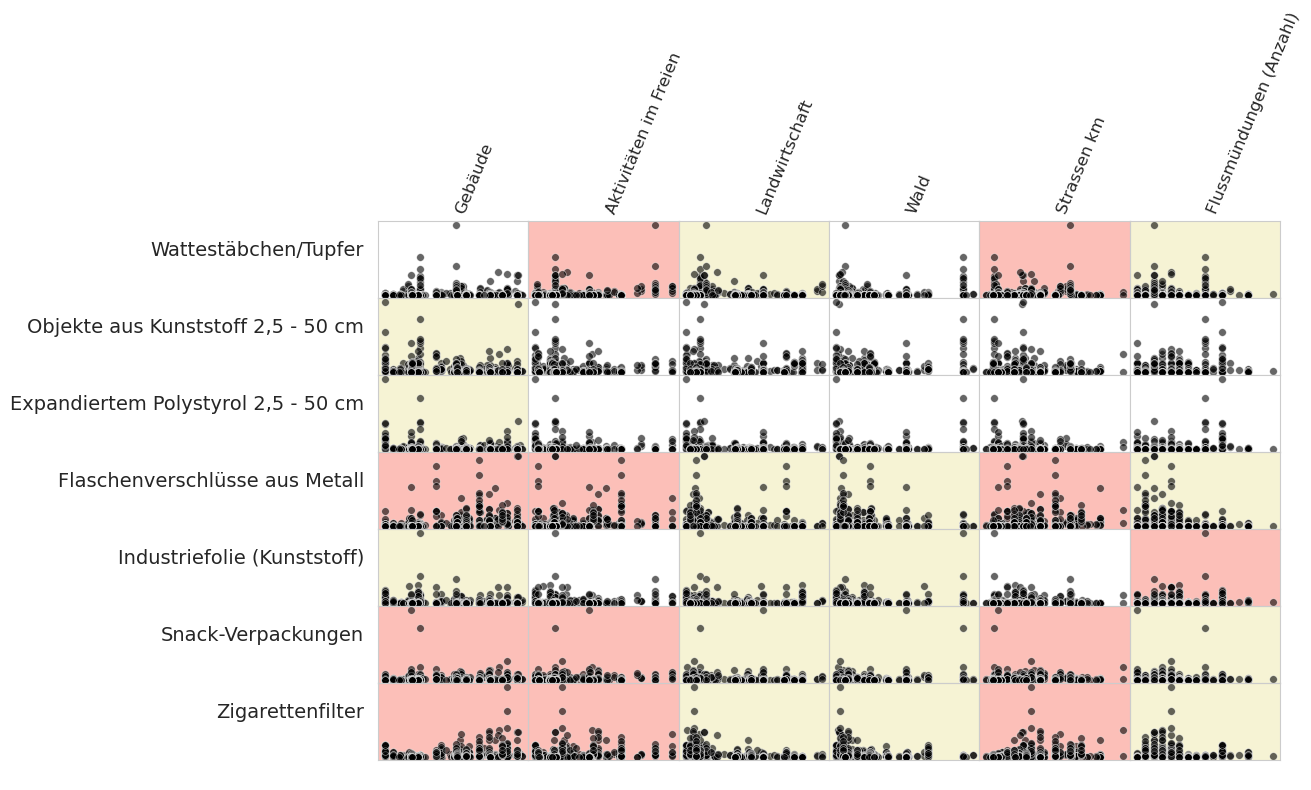 Gebäude
Aktivitäten im Freien
Landwirtschaft
Wald
Strassen km
Flussmündungen (Anzahl)
Wattestäbchen/Tupfer
Objekte aus Kunststoff 2,5 - 50 cm
Expandiertem Polystyrol 2,5 - 50 cm
Flaschenverschlüsse aus Metall
Industriefolie (Kunststoff)
Snack-Verpackungen
Zigarettenfilter